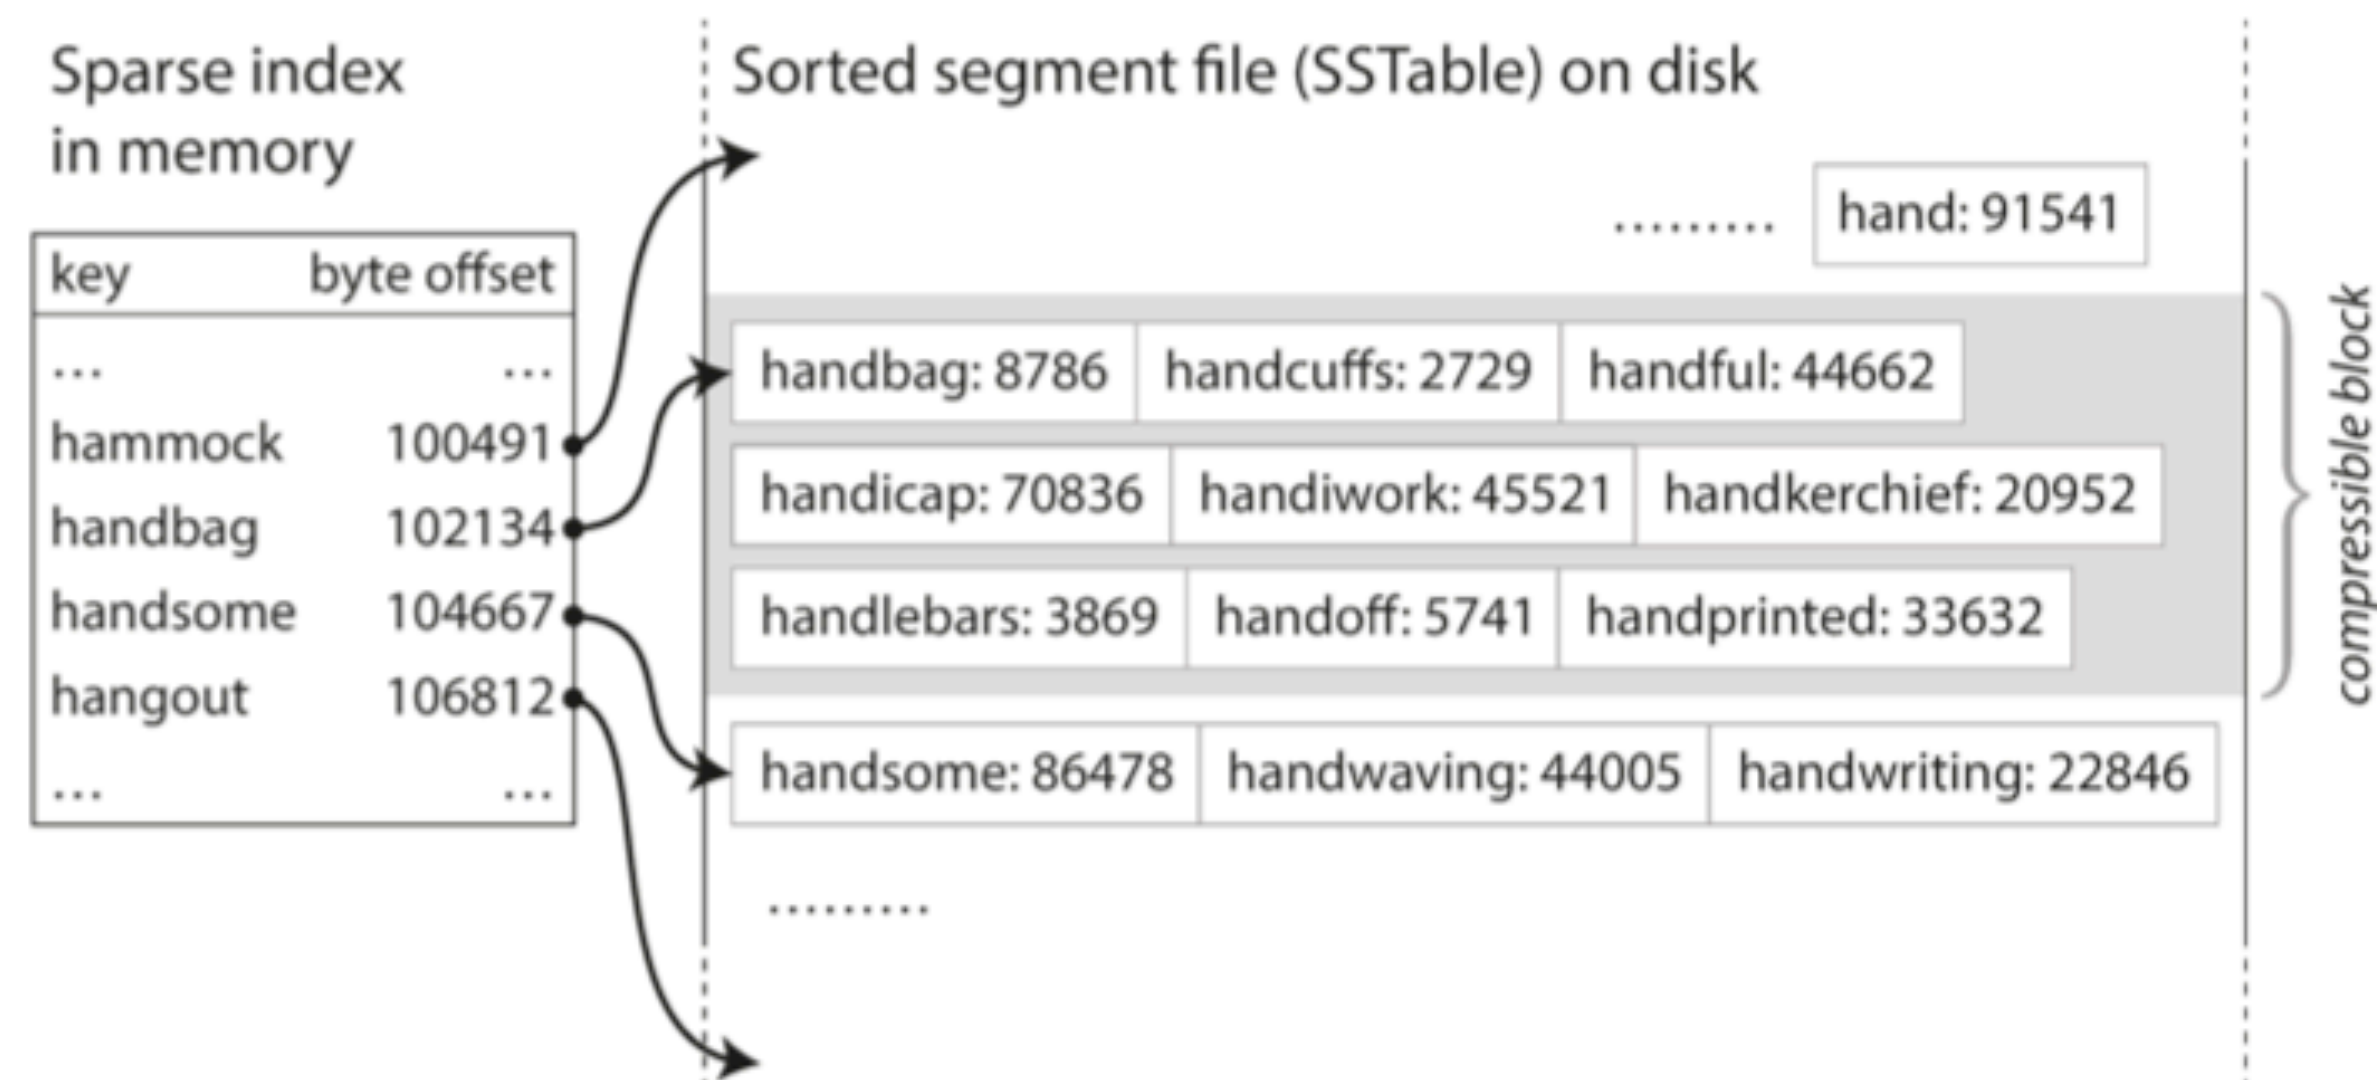 Sparse index
in memory
key byte offset
... ...
hammock 100491
handbag 102134
handsome 104667
hangout 106812
... ...
Sorted segment file (SSTable) on disk
......... hand: 91541
handbag: 8786 handcuffs: 2729 handful: 44662
handicap: 70836 handiwork: 45521 handkerchief: 20952
handlebars: 3869 handoff: 5741 handprinted: 33632
handsome: 86478 handwaving: 44005 handwriting: 22846
.........
compressible block